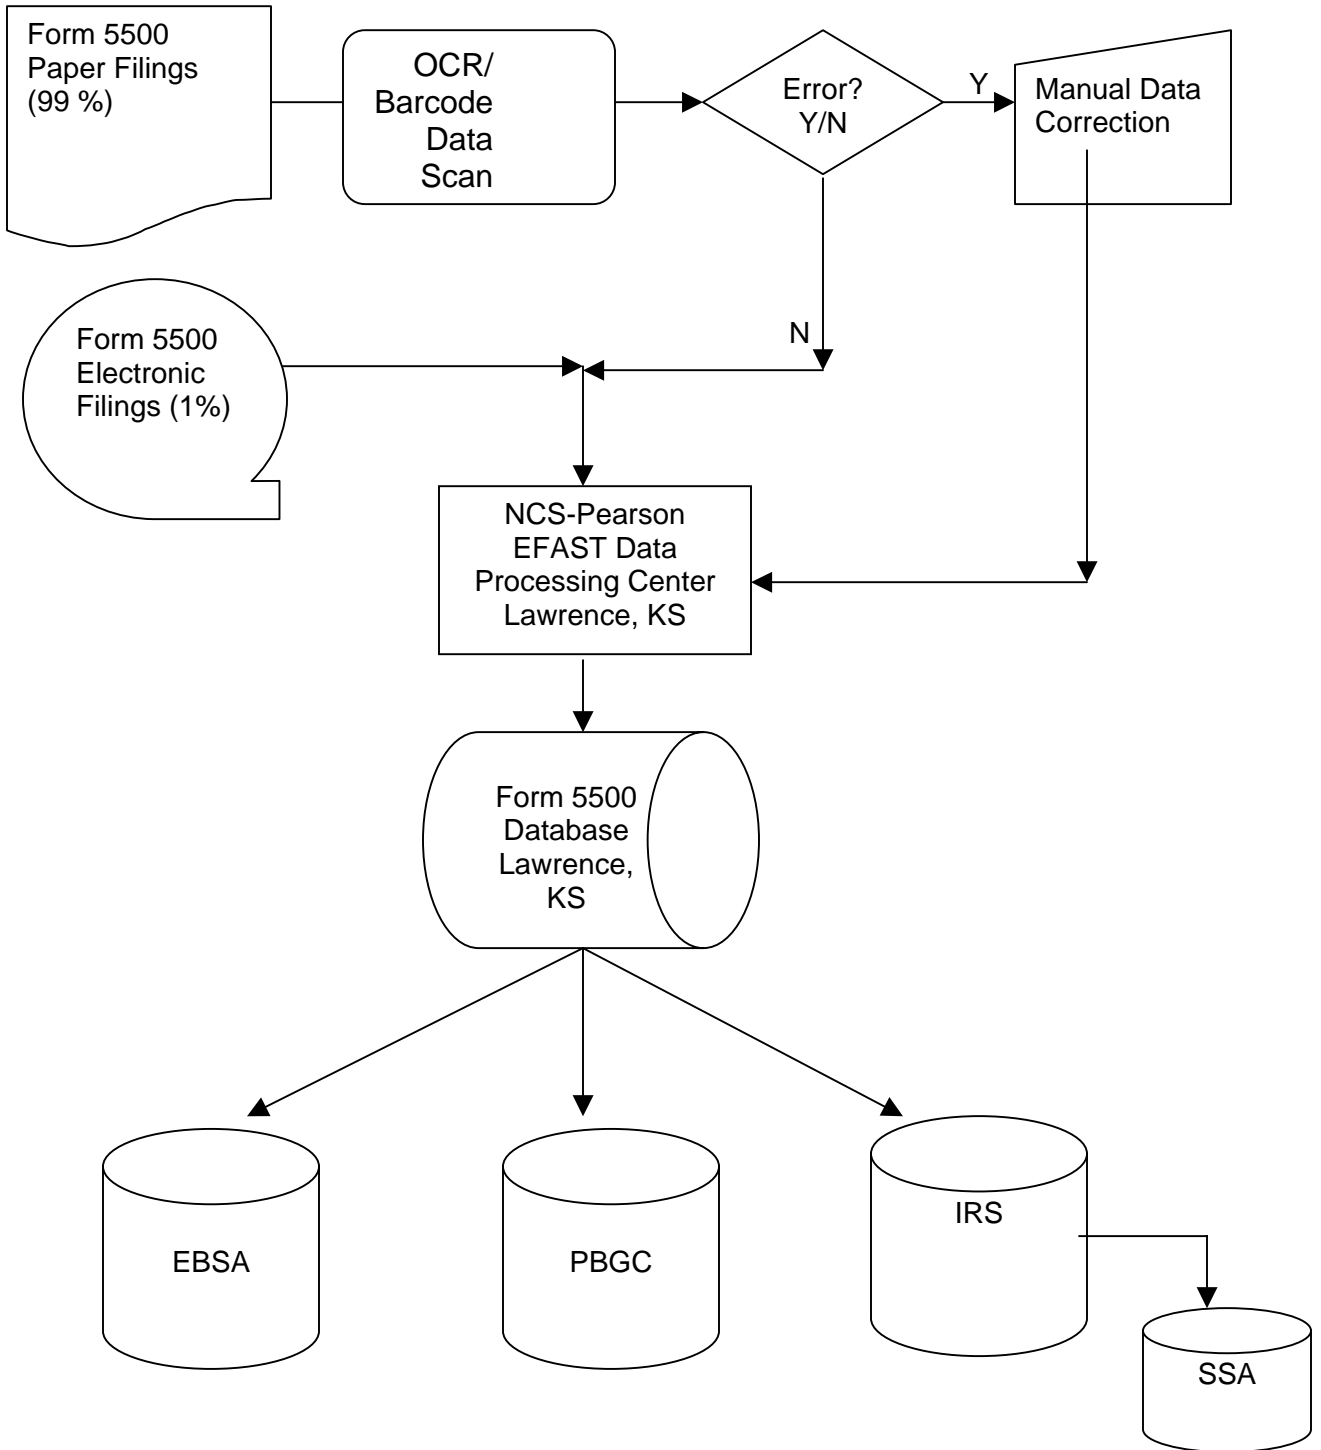 Form 5500
Paper Filings
(99 %)
OCR/
Barcode
Data
Scan
Error?
Y/N
Y
Manual Data
Correction
N
Form 5500
Electronic
Filings (1%)
NCS-Pearson
EFAST Data
Processing Center
Lawrence, KS
Form 5500
Database
Lawrence,
KS
EBSA
PBGC
IRS
SSA